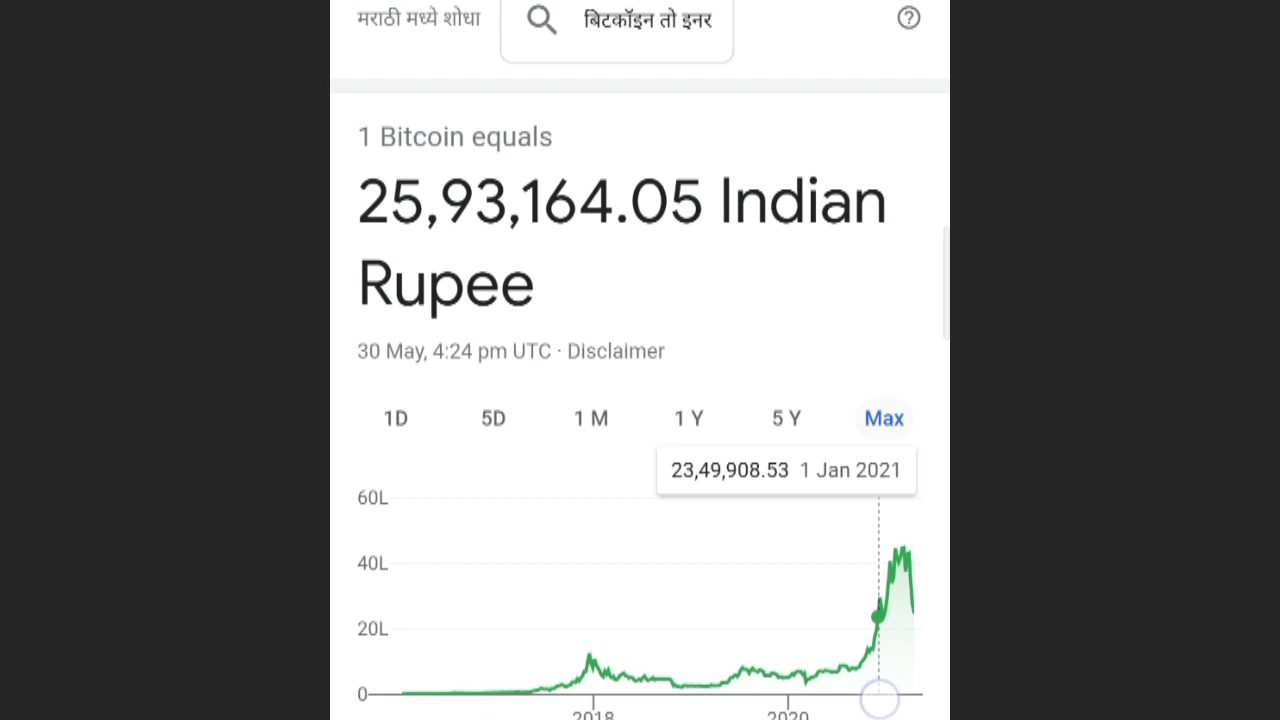 मराठी मध्ये शोधा
बिटकॉइन तो इनर
1 Bitcoin equals
25,93,164.05 Indian
Rupee
30 May, 4:24 pm UTC · Disclaimer
1D 5D 1 M 1 Y 5 Y Max
23,49,908.53 1 Jan 2021
60L
40L
20L
0
2018 2020